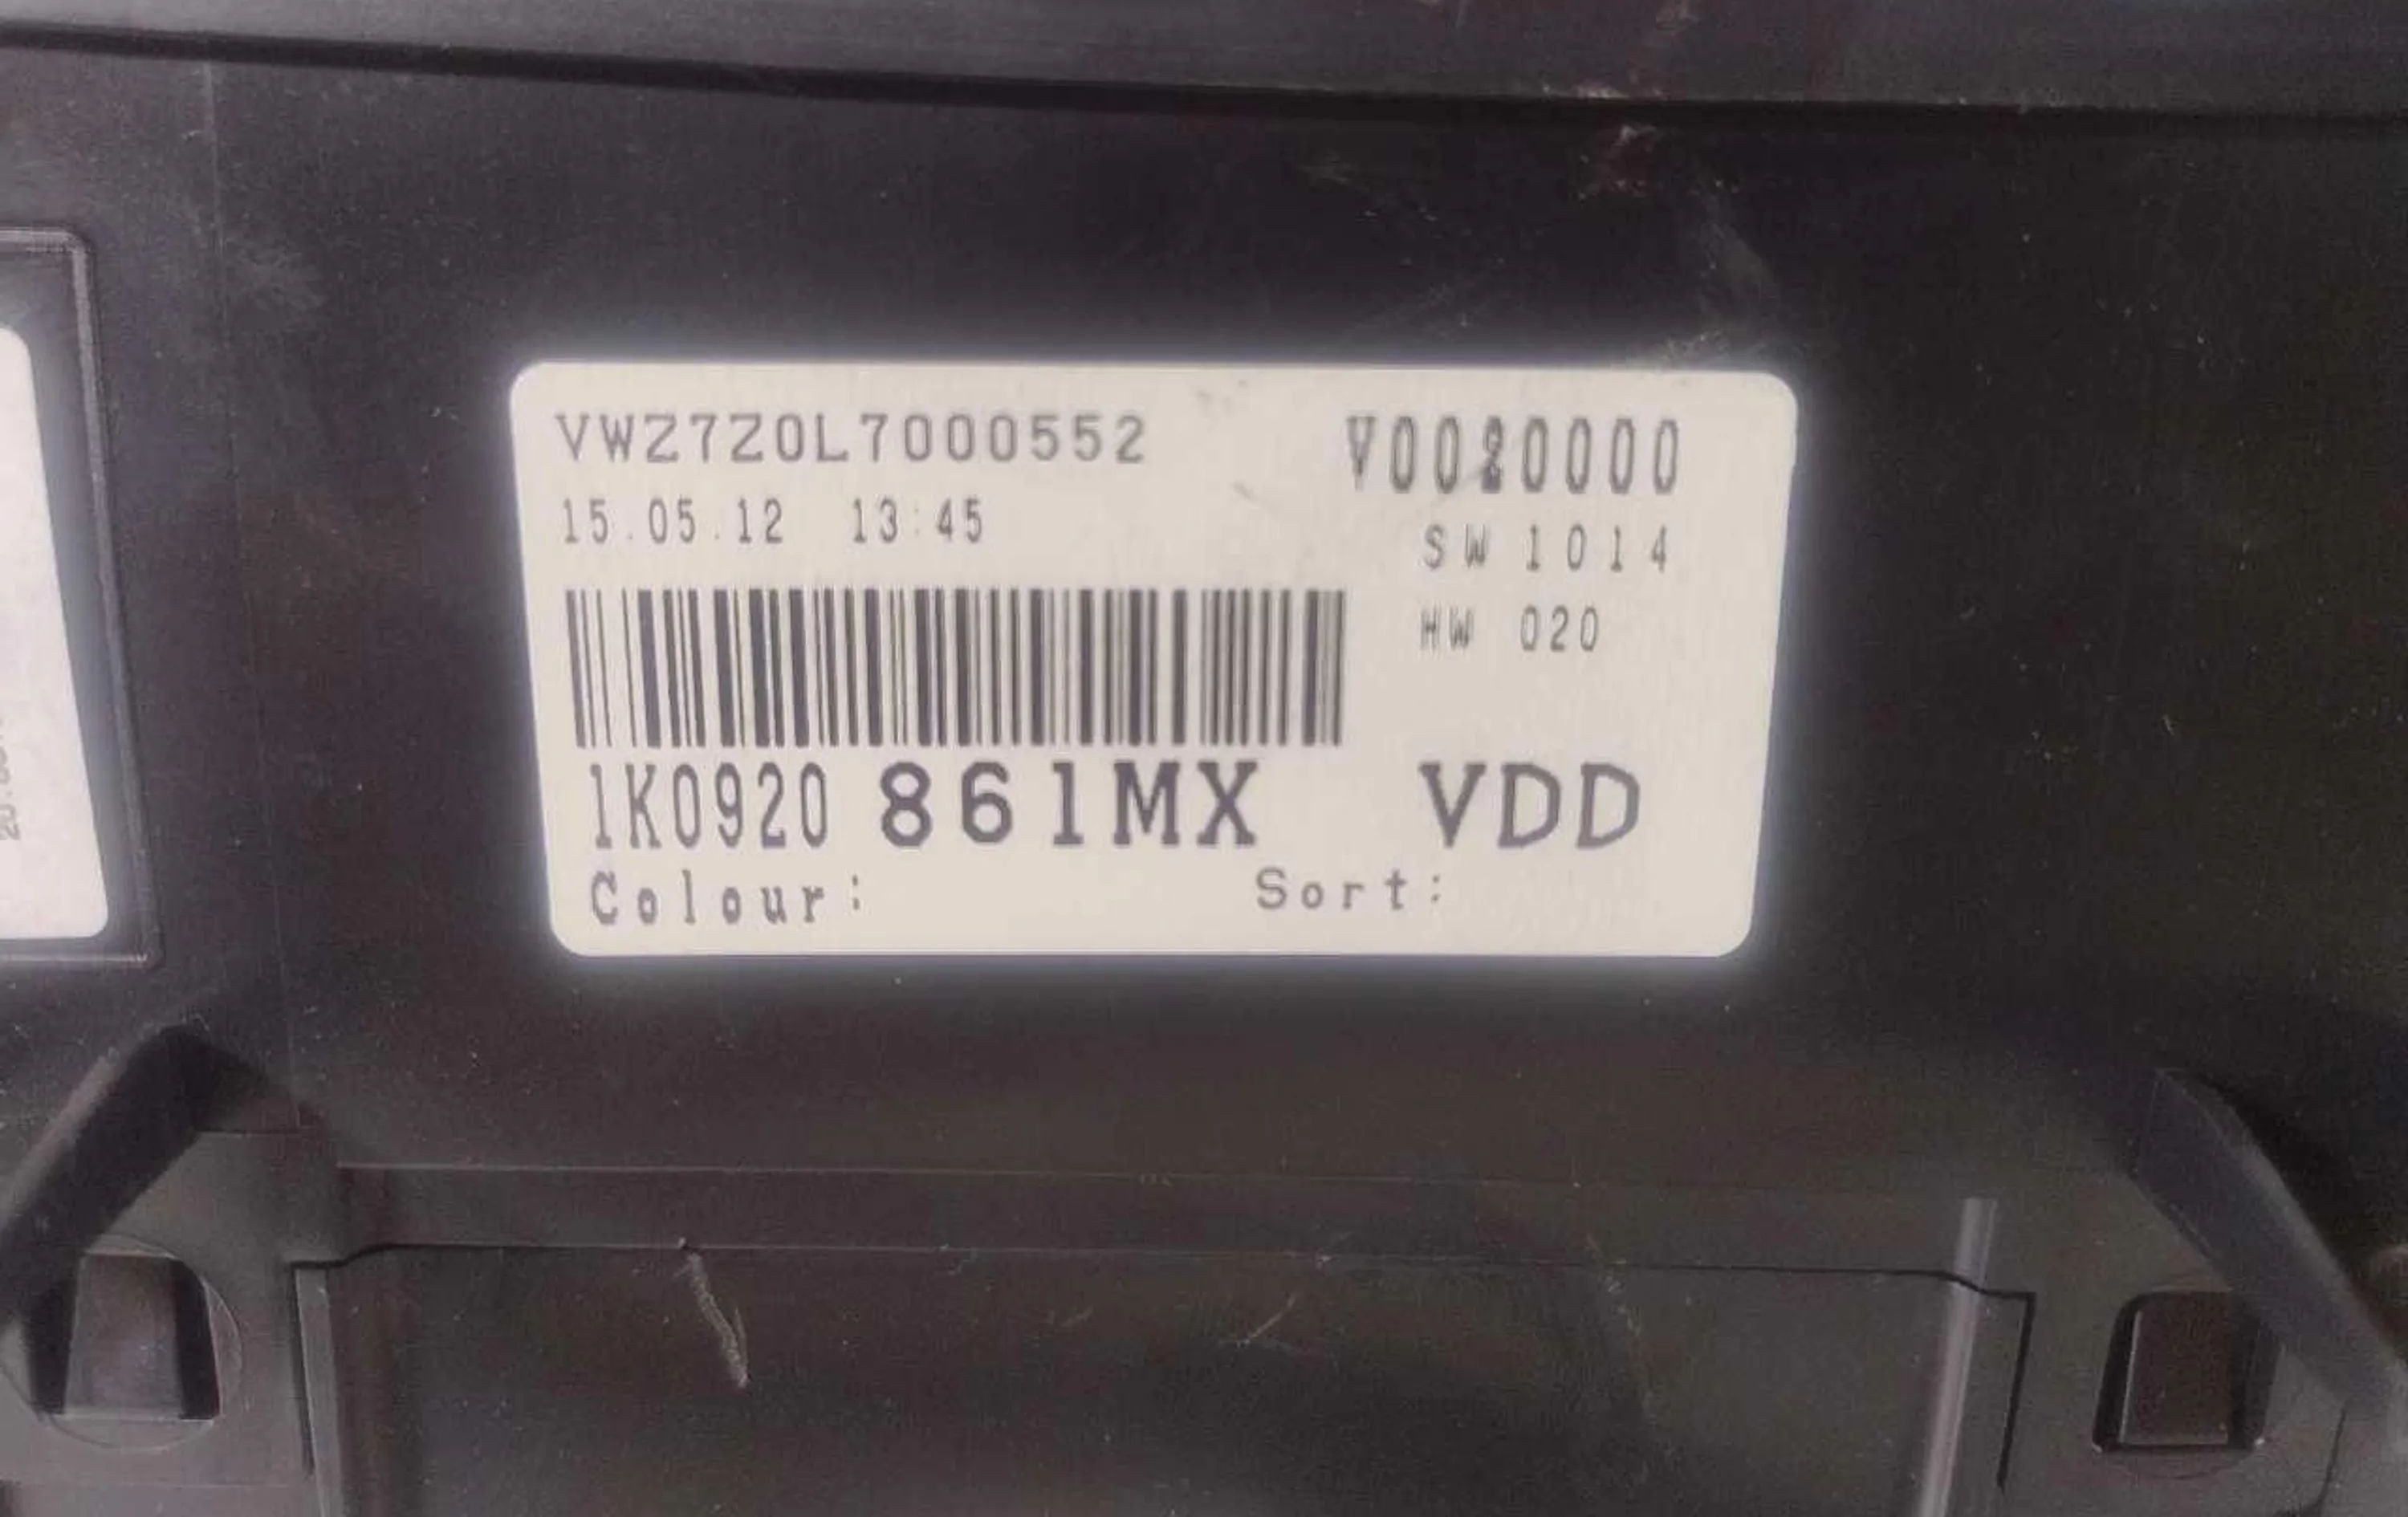 VWZ7Z0L7000552
V0020000
15.05.12 13:45
SW 1014
HW 020
1K0920 861MX VDD
Colour: Sort: